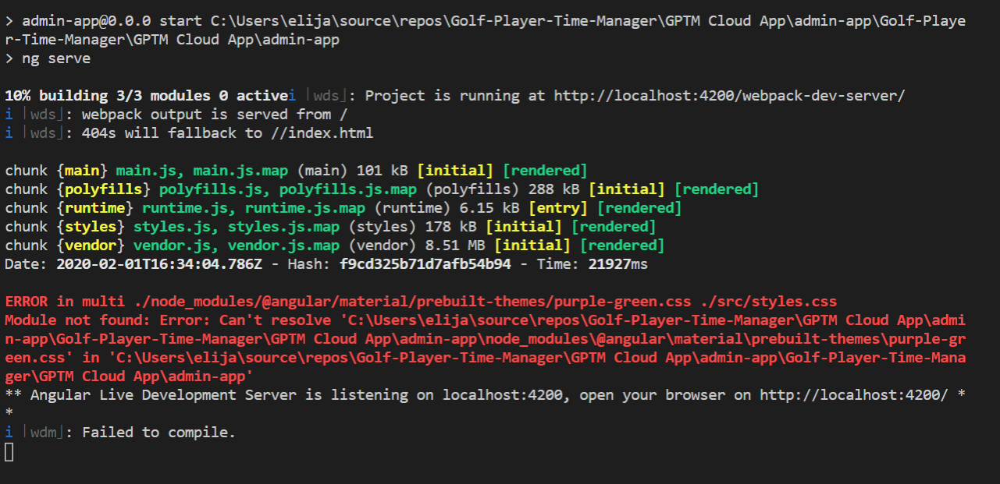 > admin-app@0.0.0 start C:\Users\elija\source\repos\Golf-Player-Time-Manager\GPTM Cloud App\admin-app\Golf-Playe
r-Time-Manager\GPTM Cloud App\admin-app
> ng serve
10% building 3/3 modules 0 activei ｢wds｣: Project is running at http://localhost:4200/webpack-dev-server/
i ｢wds｣: webpack output is served from /
i ｢wds｣: 404s will fallback to //index.html
chunk {main} main.js, main.js.map (main) 101 kB [initial] [rendered]
chunk {polyfills} polyfills.js, polyfills.js.map (polyfills) 288 kB [initial] [rendered]
chunk {runtime} runtime.js, runtime.js.map (runtime) 6.15 kB [entry] [rendered]
chunk {styles} styles.js, styles.js.map (styles) 178 kB [initial] [rendered]
chunk {vendor} vendor.js, vendor.js.map (vendor) 8.51 MB [initial] [rendered]
Date: 2020-02-01T16:34:04.786Z - Hash: f9cd325b71d7afb54b94 - Time: 21927ms
ERROR in multi ./node_modules/@angular/material/prebuilt-themes/purple-green.css ./src/styles.css
Module not found: Error: Can't resolve 'C:\Users\elija\source\repos\Golf-Player-Time-Manager\GPTM Cloud App\admi
n-app\Golf-Player-Time-Manager\GPTM Cloud App\admin-app\node_modules\@angular\material\prebuilt-themes\purple-gr
een.css' in 'C:\Users\elija\source\repos\Golf-Player-Time-Manager\GPTM Cloud App\admin-app\Golf-Player-Time-Mana
ger\GPTM Cloud App\admin-app'
** Angular Live Development Server is listening on localhost:4200, open your browser on http://localhost:4200/ *
*
i ｢wdm｣: Failed to compile.